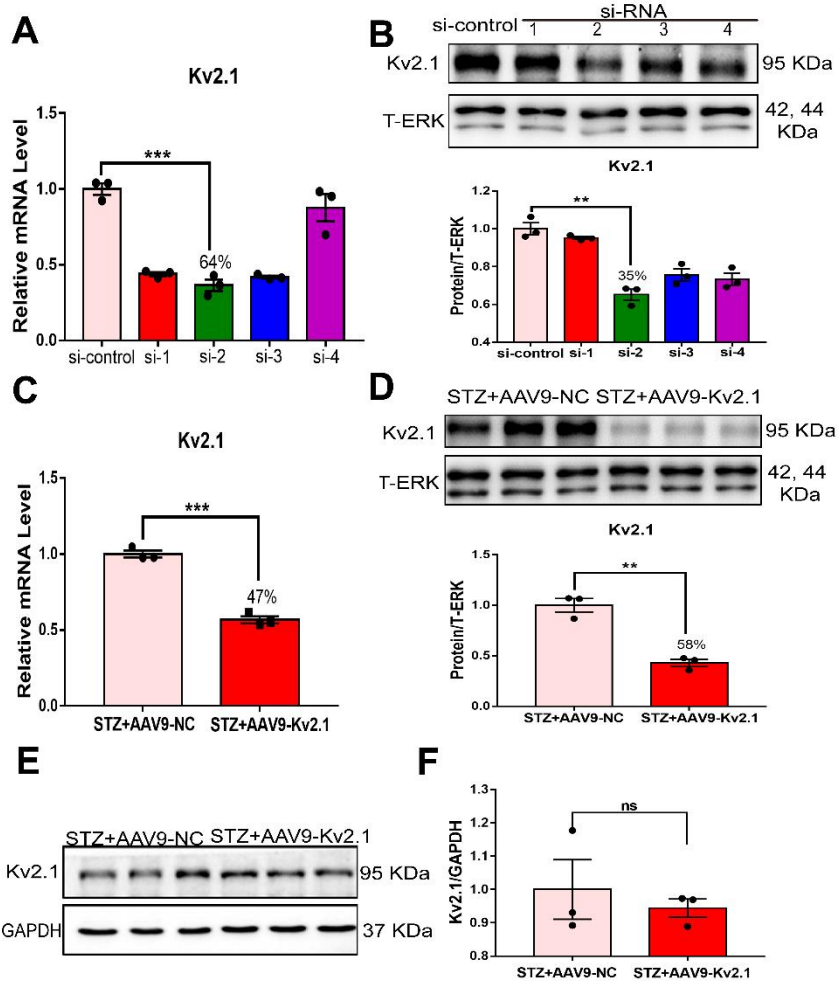 A
Kv2.1
Relative mRNA Level
1.5
1.0
0.5
0.0
***
64%
si-control si-1 si-2 si-3 si-4
B
si-RNA
si-control 1 2 3 4
Kv2.1 95 KDa
T-ERK 42, 44 KDa
Kv2.1
Protein/T-ERK
1.2
1.0
0.8
0.6
0.4
**
35%
si-control si-1 si-2 si-3 si-4
C
Kv2.1
Relative mRNA Level
1.5
1.0
0.5
0.0
***
47%
STZ+AAV9-NC STZ+AAV9-Kv2.1
D
STZ+AAV9-NC STZ+AAV9-Kv2.1
Kv2.1 95 KDa
T-ERK 42, 44 KDa
Kv2.1
Protein/T-ERK
1.5
1.0
0.5
0.0
**
58%
STZ+AAV9-NC STZ+AAV9-Kv2.1
E
STZ+AAV9-NC STZ+AAV9-Kv2.1
Kv2.1 95 KDa
GAPDH 37 KDa
F
Kv2.1/GAPDH
1.3
1.2
1.1
1.0
0.9
0.8
ns
STZ+AAV9-NC STZ+AAV9-Kv2.1